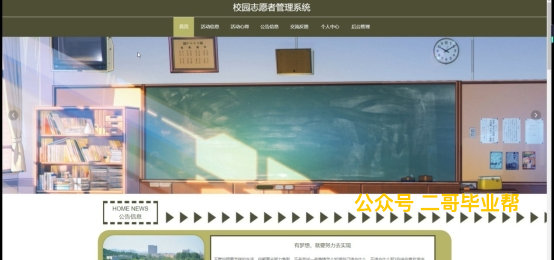 校园志愿者管理系统
首页 活动信息 活动心得 公告信息 交流反馈 个人中心 后台管理
HOME NEWS
公告信息
公众号 二哥毕业帮
有梦想，就要努力去实现